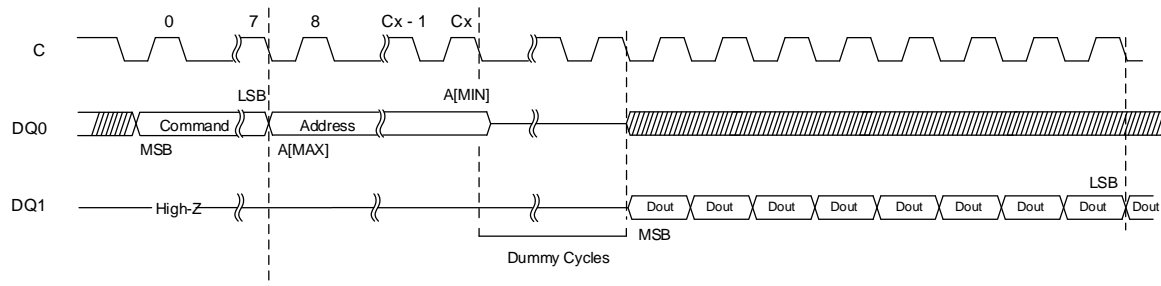 0 7 8 Cx - 1 Cx
C
LSB A[MIN]
DQ0 Command Address
MSB A[MAX]
LSB
DQ1 High-Z Dout Dout Dout Dout Dout Dout Dout Dout Dout
MSB
Dummy Cycles